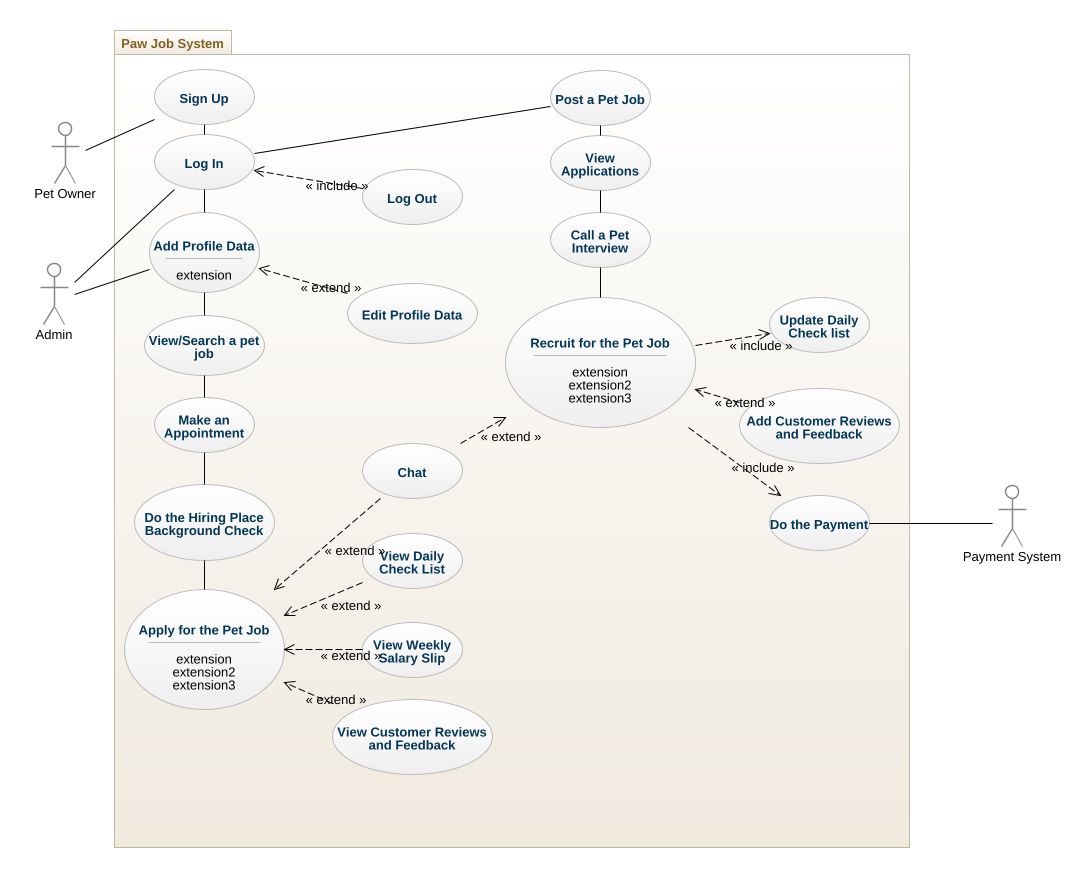 Paw Job System
Sign Up
Post a Pet Job
Log In
View
Applications
« include »
Log Out
Pet Owner
Add Profile Data
extension
Call a Pet
Interview
« extend »
Edit Profile Data
Admin
View/Search a pet
job
Recruit for the Pet Job
extension
extension2
extension3
Update Daily
Check list
« include »
« extend »
Add Customer Reviews
and Feedback
Make an
Appointment
« extend »
Chat
« include »
Do the Hiring Place
Background Check
Do the Payment
Payment System
« extend »
View Daily
Check List
« extend »
Apply for the Pet Job
extension
extension2
extension3
« extend »
View Weekly
Salary Slip
« extend »
View Customer Reviews
and Feedback